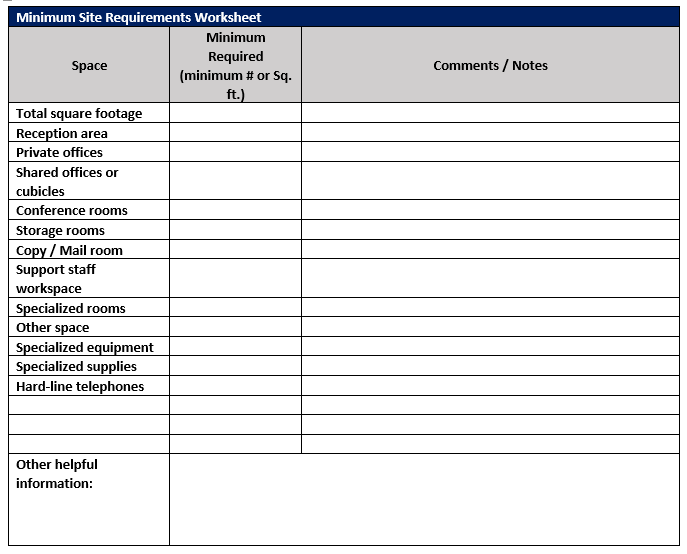 Minimum Site Requirements Worksheet
Space
Minimum
Required
(minimum # or Sq.
ft.)
Comments / Notes
Total square footage
Reception area
Private offices
Shared offices or
cubicles
Conference rooms
Storage rooms
Copy / Mail room
Support staff
workspace
Specialized rooms
Other space
Specialized equipment
Specialized supplies
Hard-line telephones
Other helpful
information: